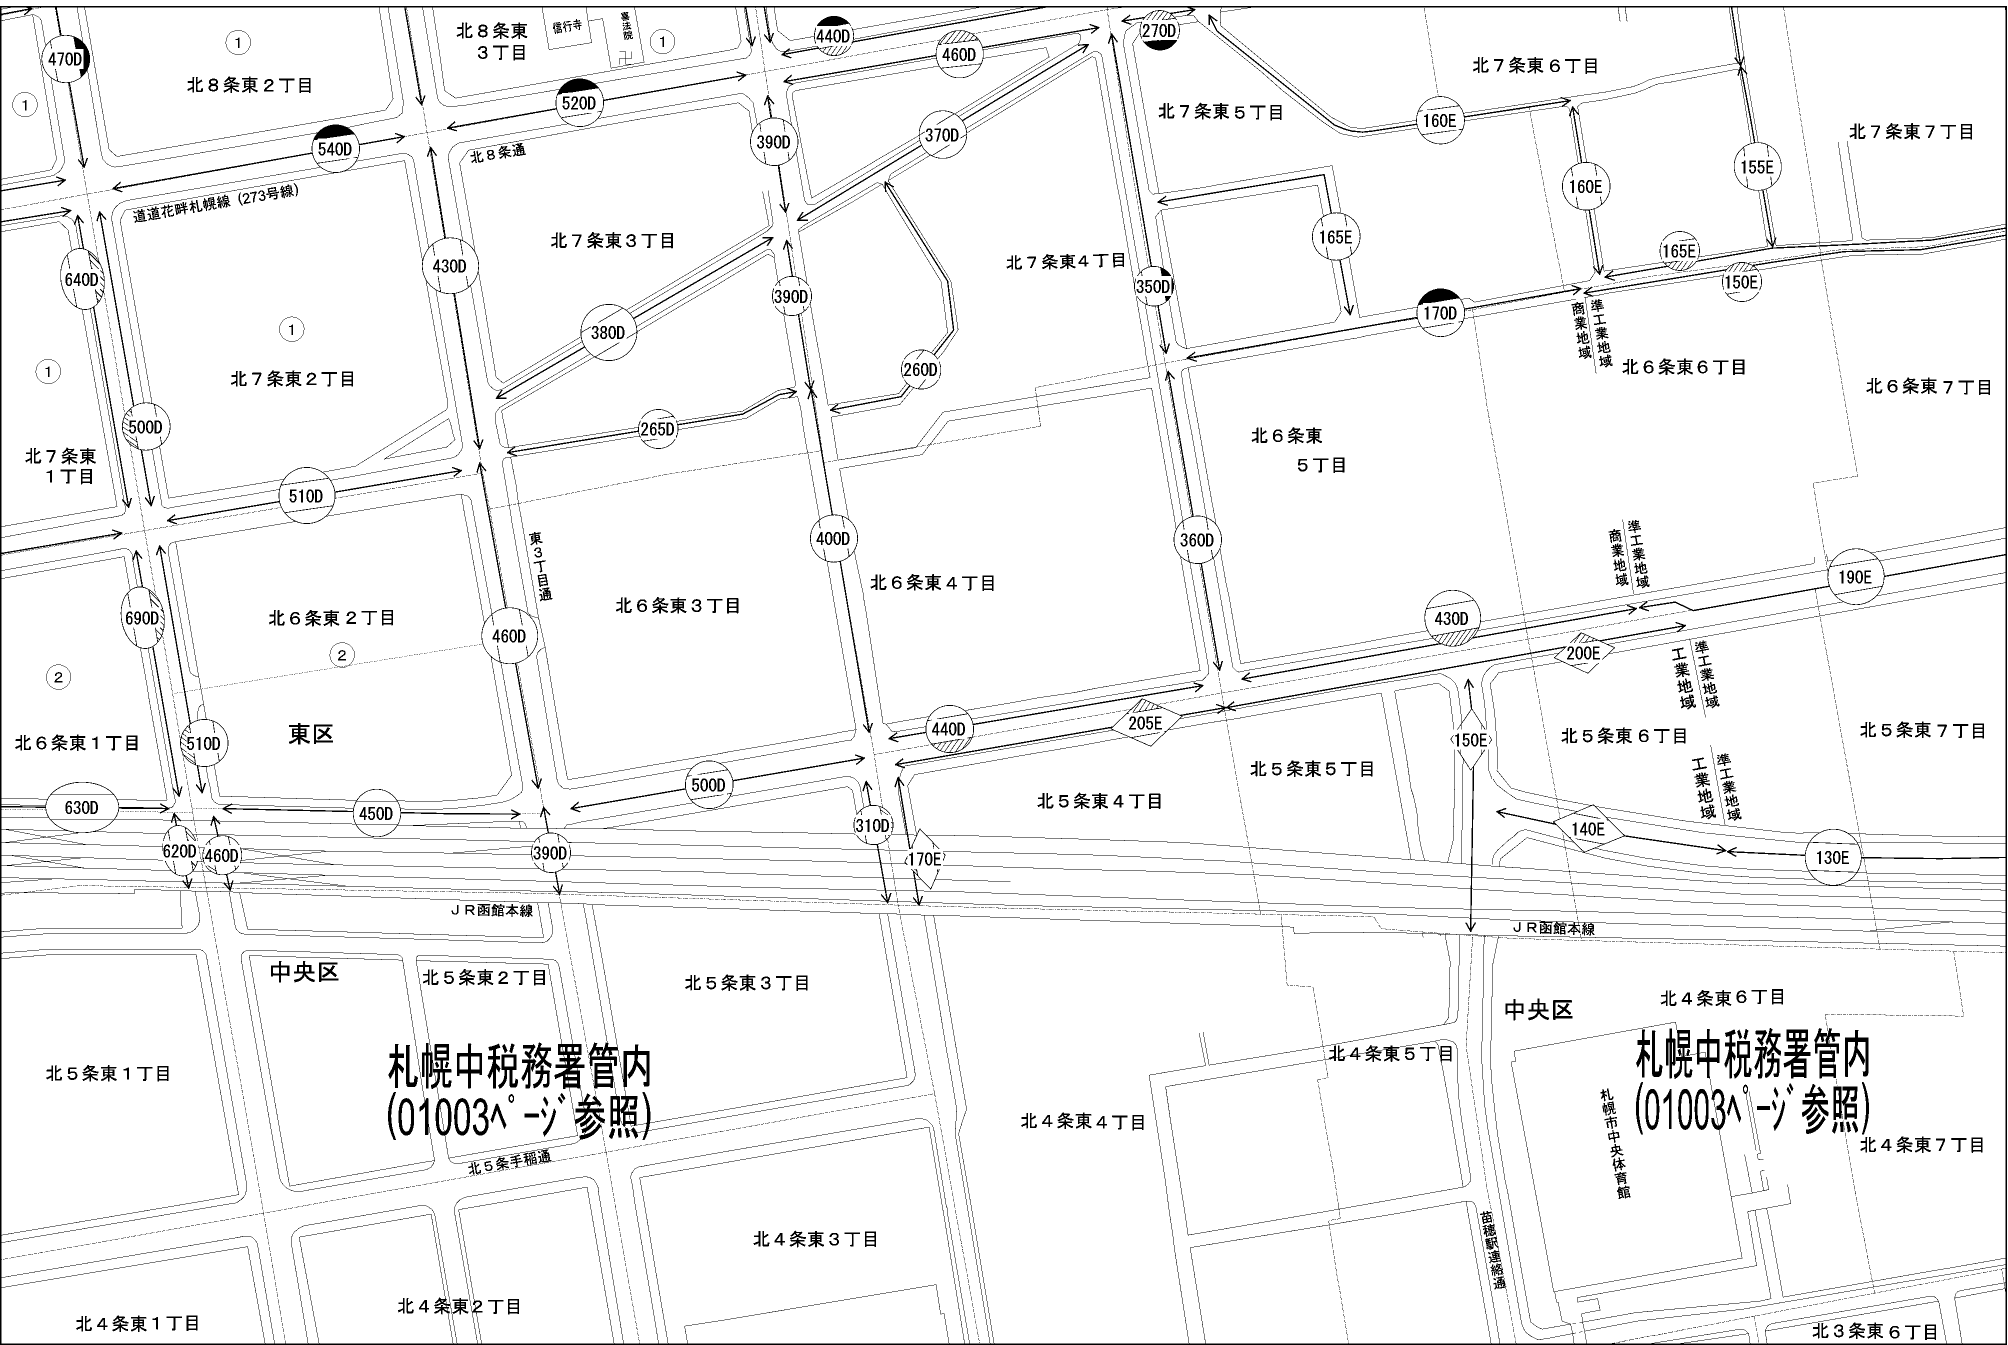 北８条東
３丁目
信行寺
1
440D
460D
270D
470D
1
北８条東２丁目
1
520D
540D
390D
370D
北７条東５丁目
160E
北７条東６丁目
北７条東７丁目
155E
160E
165E
165E
150E
北８条通
道道花畔札幌線（273号線）
640D
430D
北７条東３丁目
390D
380D
北７条東４丁目
350D
170D
商業地域
準工業地域
1
1
北７条東２丁目
260D
265D
北６条東６丁目
北６条東７丁目
500D
北７条東
１丁目
510D
北６条東
５丁目
東３丁目通
400D
360D
商業地域
準工業地域
190E
690D
北６条東２丁目
2
2
460D
北６条東３丁目
北６条東４丁目
430D
200E
工業地域
準工業地域
北６条東１丁目
510D
東区
440D
205E
150E
北５条東６丁目
北５条東７丁目
630D
450D
500D
310D
北５条東４丁目
北５条東５丁目
工業地域
準工業地域
140E
130E
620D
460D
390D
170E
ＪＲ函館本線
ＪＲ函館本線
中央区
北５条東２丁目
北５条東３丁目
中央区
北４条東６丁目
北５条東１丁目
札幌中税務署管内
(01003ﾍﾟｰｼﾞ参照)
北４条東５丁目
札幌中税務署管内
(01003ﾍﾟｰｼﾞ参照)
北４条東４丁目
札幌市中央体育館
北４条東７丁目
北５条手稲通
北４条東３丁目
苗穂駅連絡通
北４条東１丁目
北４条東２丁目
北３条東６丁目